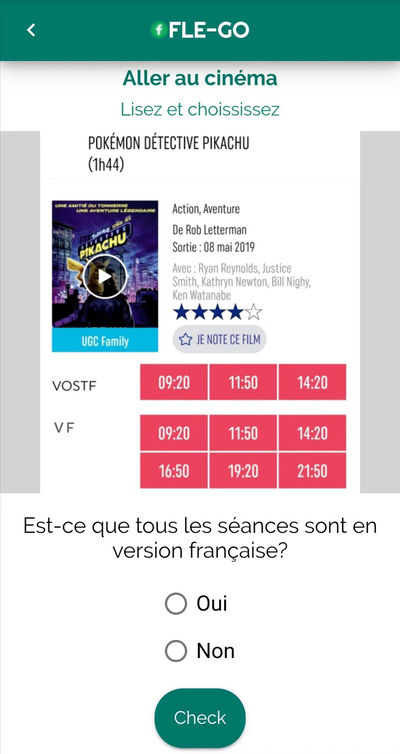 FLE-GO
Aller au cinéma
Lisez et choississez
POKÉMON DÉTECTIVE PIKACHU
(1h44)
UNE AMITIÉ DU TONNERRE
UNE AVENTURE LÉGENDAIRE
PIKACHU
UGC Family
Action, Aventure
De Rob Letterman
Sortie : 08 mai 2019
Avec : Ryan Reynolds, Justice
Smith, Kathryn Newton, Bill Nighy,
Ken Watanabe
JE NOTE CE FILM
VOSTF 09:20 11:50 14:20
VF 09:20 11:50 14:20
16:50 19:20 21:50
Est-ce que tous les séances sont en
version française?
Oui
Non
Check